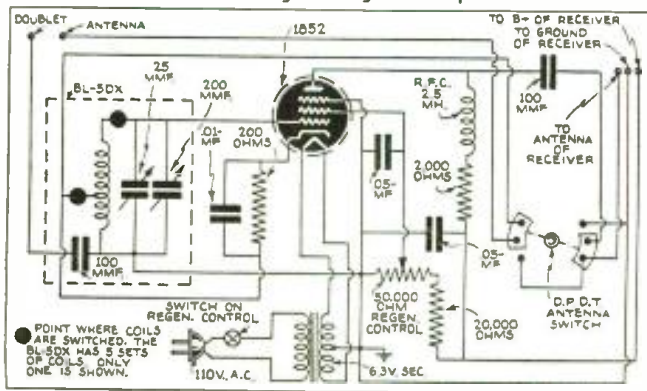 DOUBLET
ANTENNA
1852
TO B+ OF RECEIVER
TO GROUND
OF RECEIVER
BL-5DX
25
MMF
200
MMF
.01-
MF
200
OHMS
R.F.C.
2.5
MH.
100
MMF
TO
ANTENNA
OF
RECEIVER
.05-
MF
2,000
OHMS
.05-
MF
100
MMF
50,000
OHM
REGEN.
CONTROL
20,000
OHMS
D.P.D.T
ANTENNA
SWITCH
SWITCH ON
REGEN. CONTROL
POINT WHERE COILS
ARE SWITCHED. THE
BL-5DX HAS 5 SETS
OF COILS. ONLY
ONE IS SHOWN.
110V. A.C.
6.3V. SEC.